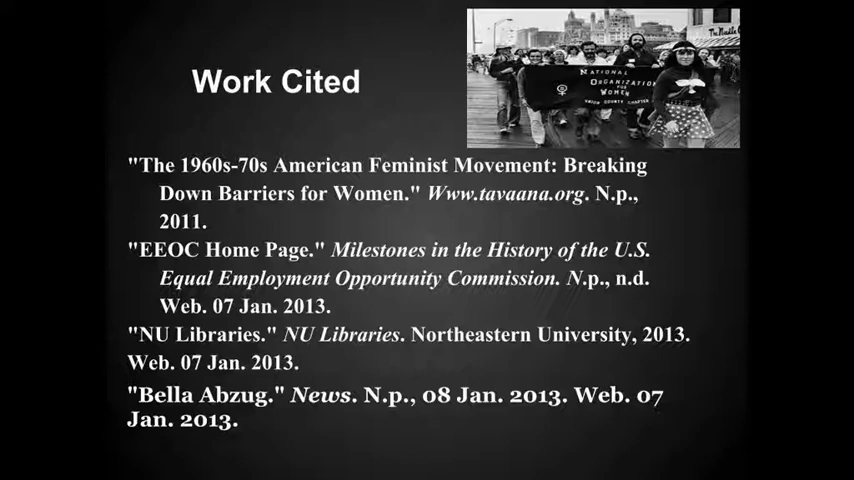 NATIONAL
ORGANIZATION
FOR
WOMEN
UNION COUNTY CHAPTER
Work Cited
"The 1960s-70s American Feminist Movement: Breaking
Down Barriers for Women." Www.tavaana.org. N.p.,
2011.
"EEOC Home Page." Milestones in the History of the U.S.
Equal Employment Opportunity Commission. N.p., n.d.
Web. 07 Jan. 2013.
"NU Libraries." NU Libraries. Northeastern University, 2013.
Web. 07 Jan. 2013.
"Bella Abzug." News. N.p., 08 Jan. 2013. Web. 07
Jan. 2013.